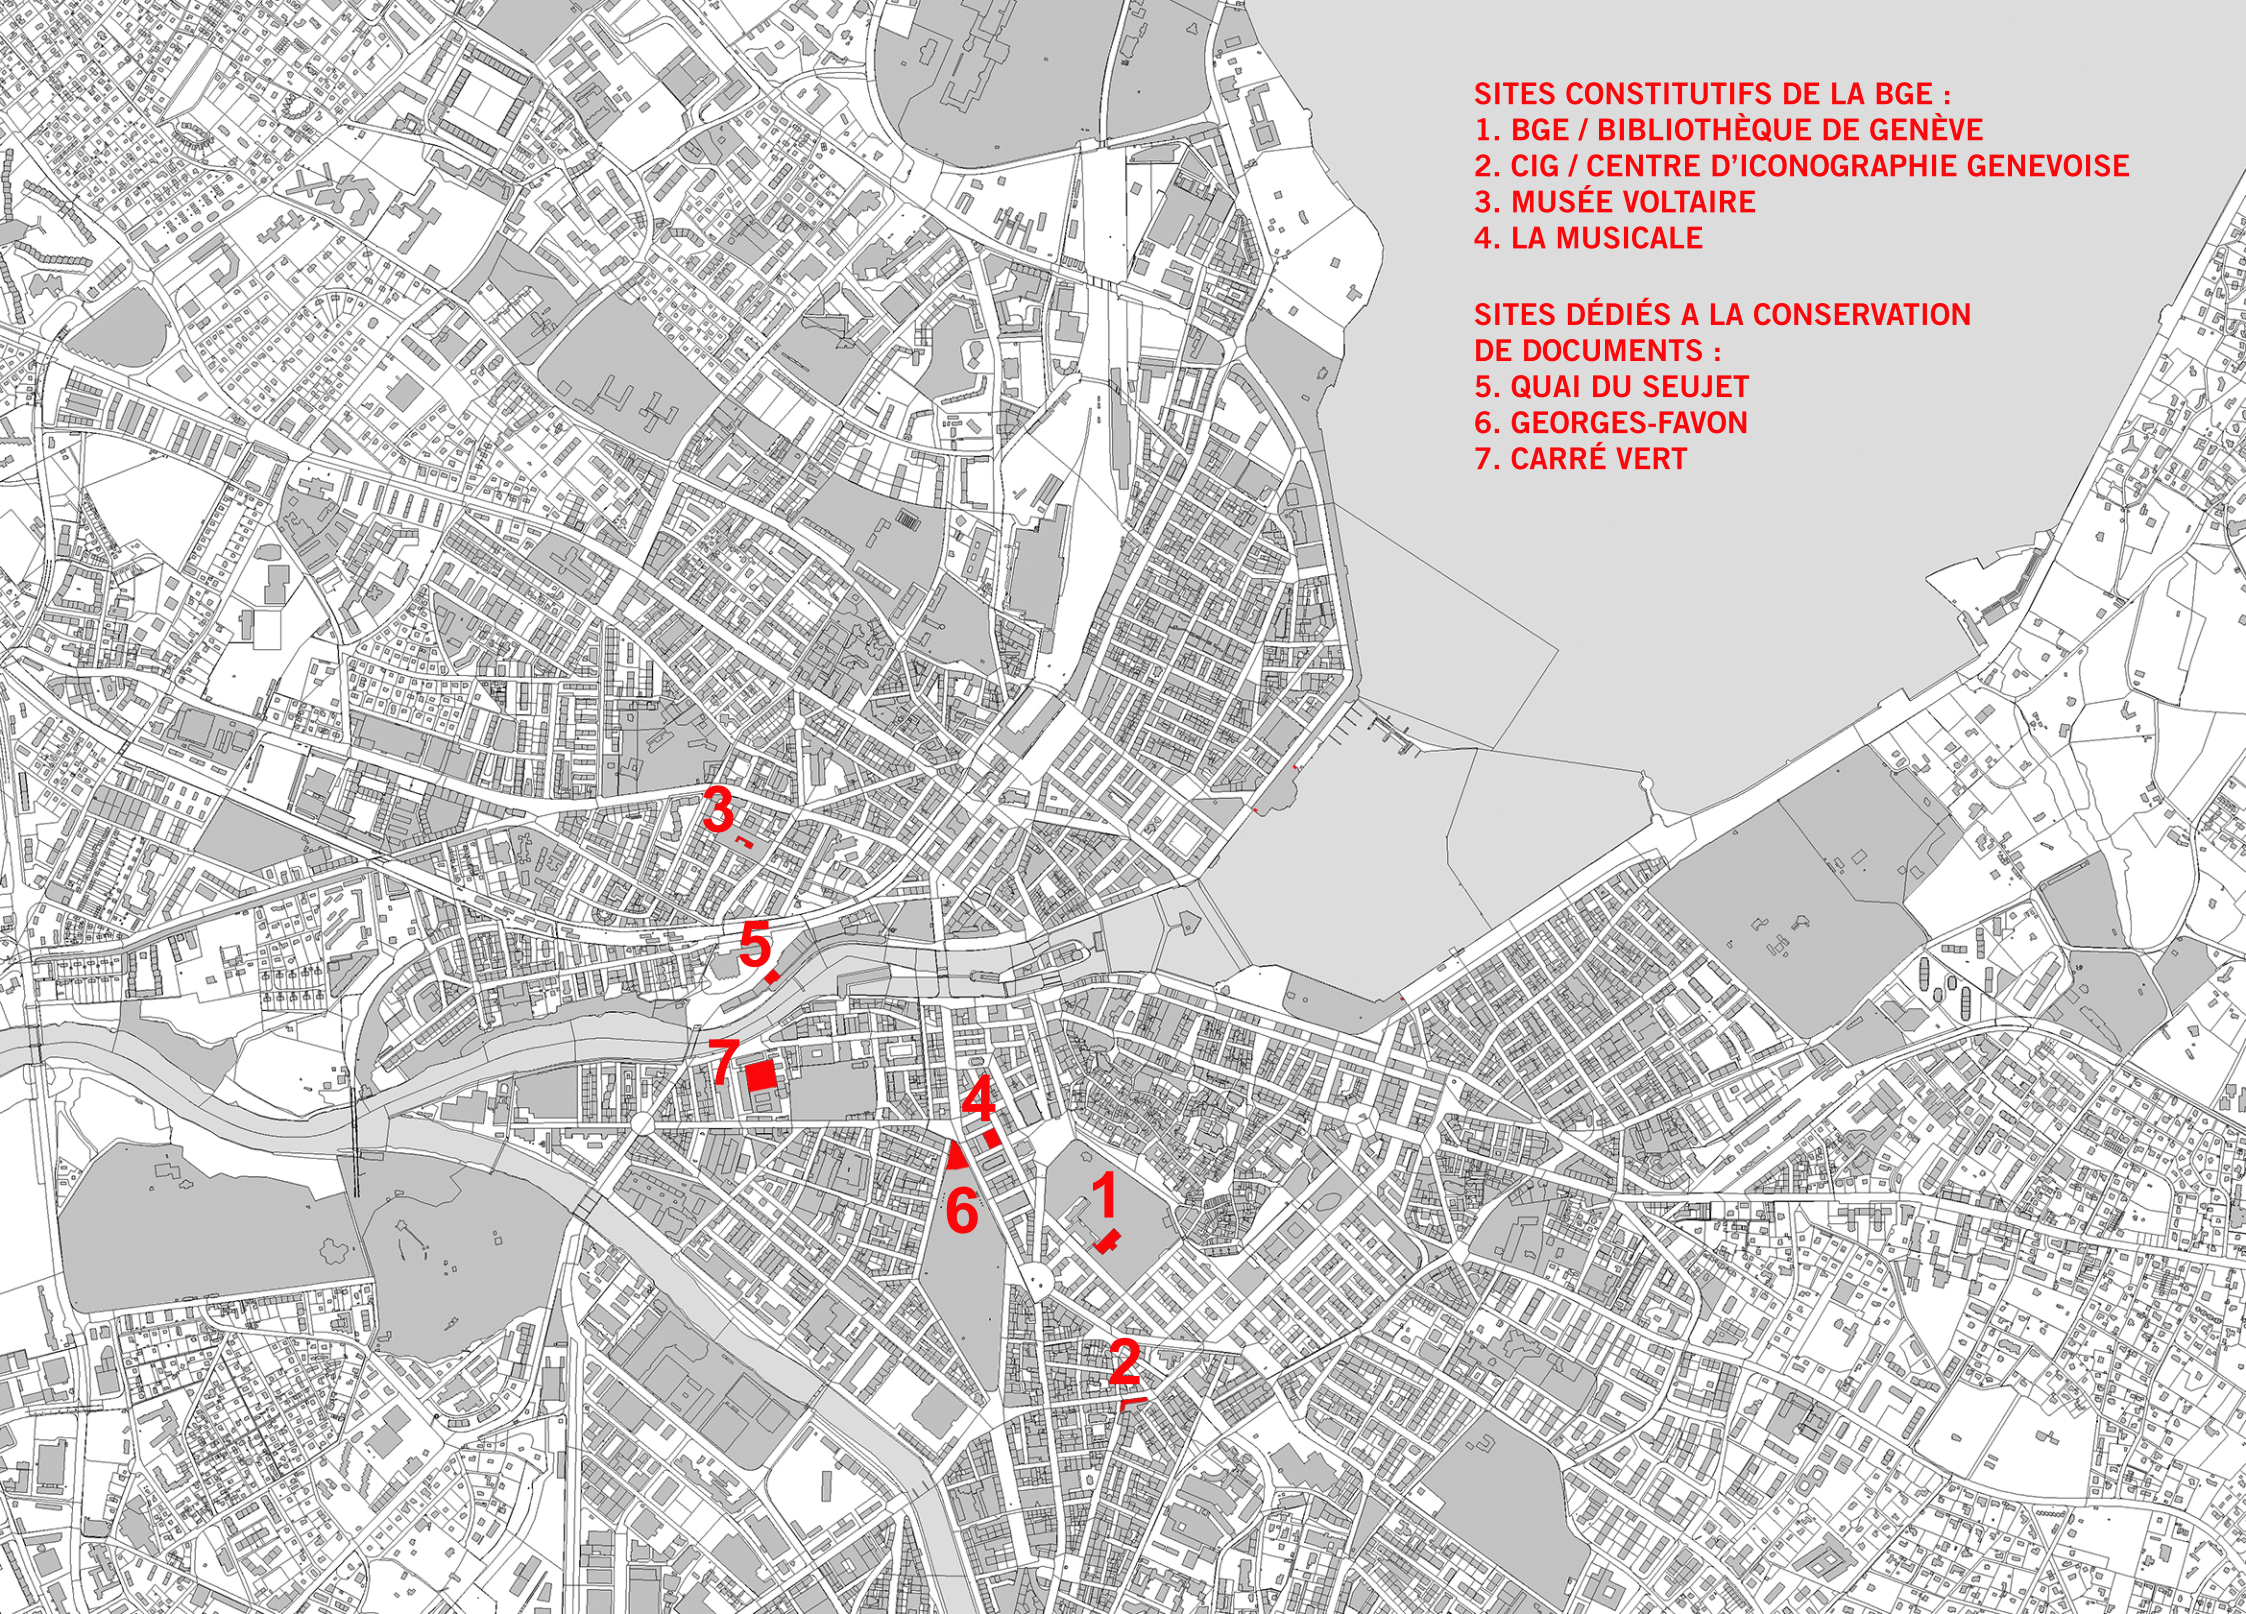 SITES CONSTITUTIFS DE LA BGE :
1. BGE / BIBLIOTHÈQUE DE GENÈVE
2. CIG / CENTRE D’ICONOGRAPHIE GENEVOISE
3. MUSÉE VOLTAIRE
4. LA MUSICALE
SITES DÉDIÉS A LA CONSERVATION
DE DOCUMENTS :
5. QUAI DU SEUJET
6. GEORGES-FAVON
7. CARRÉ VERT
3
5
7
4
1
6
2